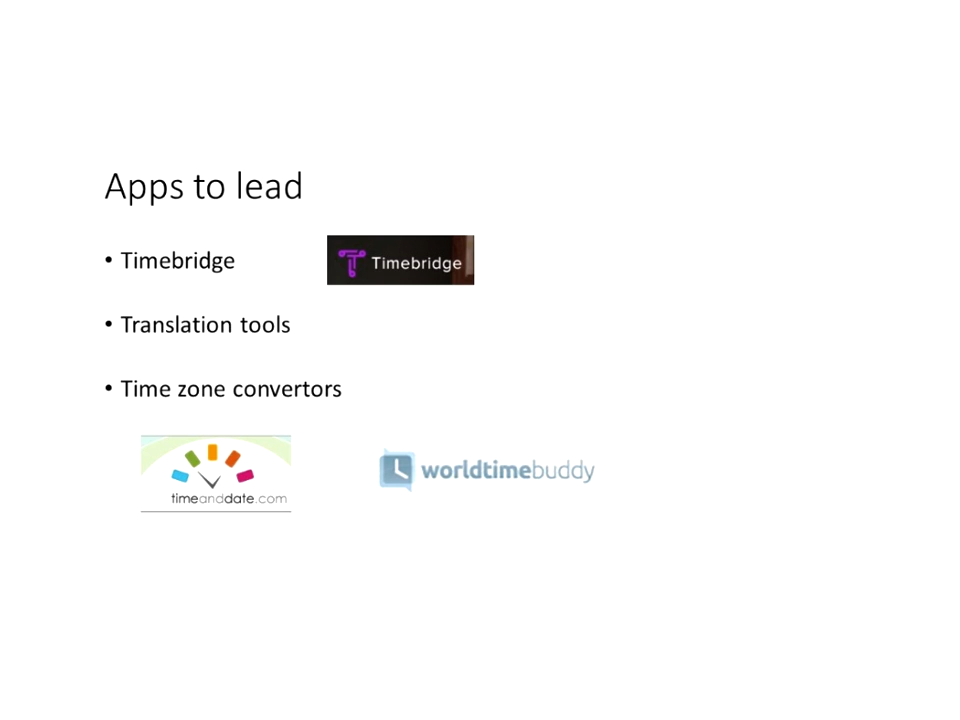 Apps to lead
• Timebridge
Timebridge
• Translation tools
• Time zone convertors
timeanddate.com
worldtimebuddy